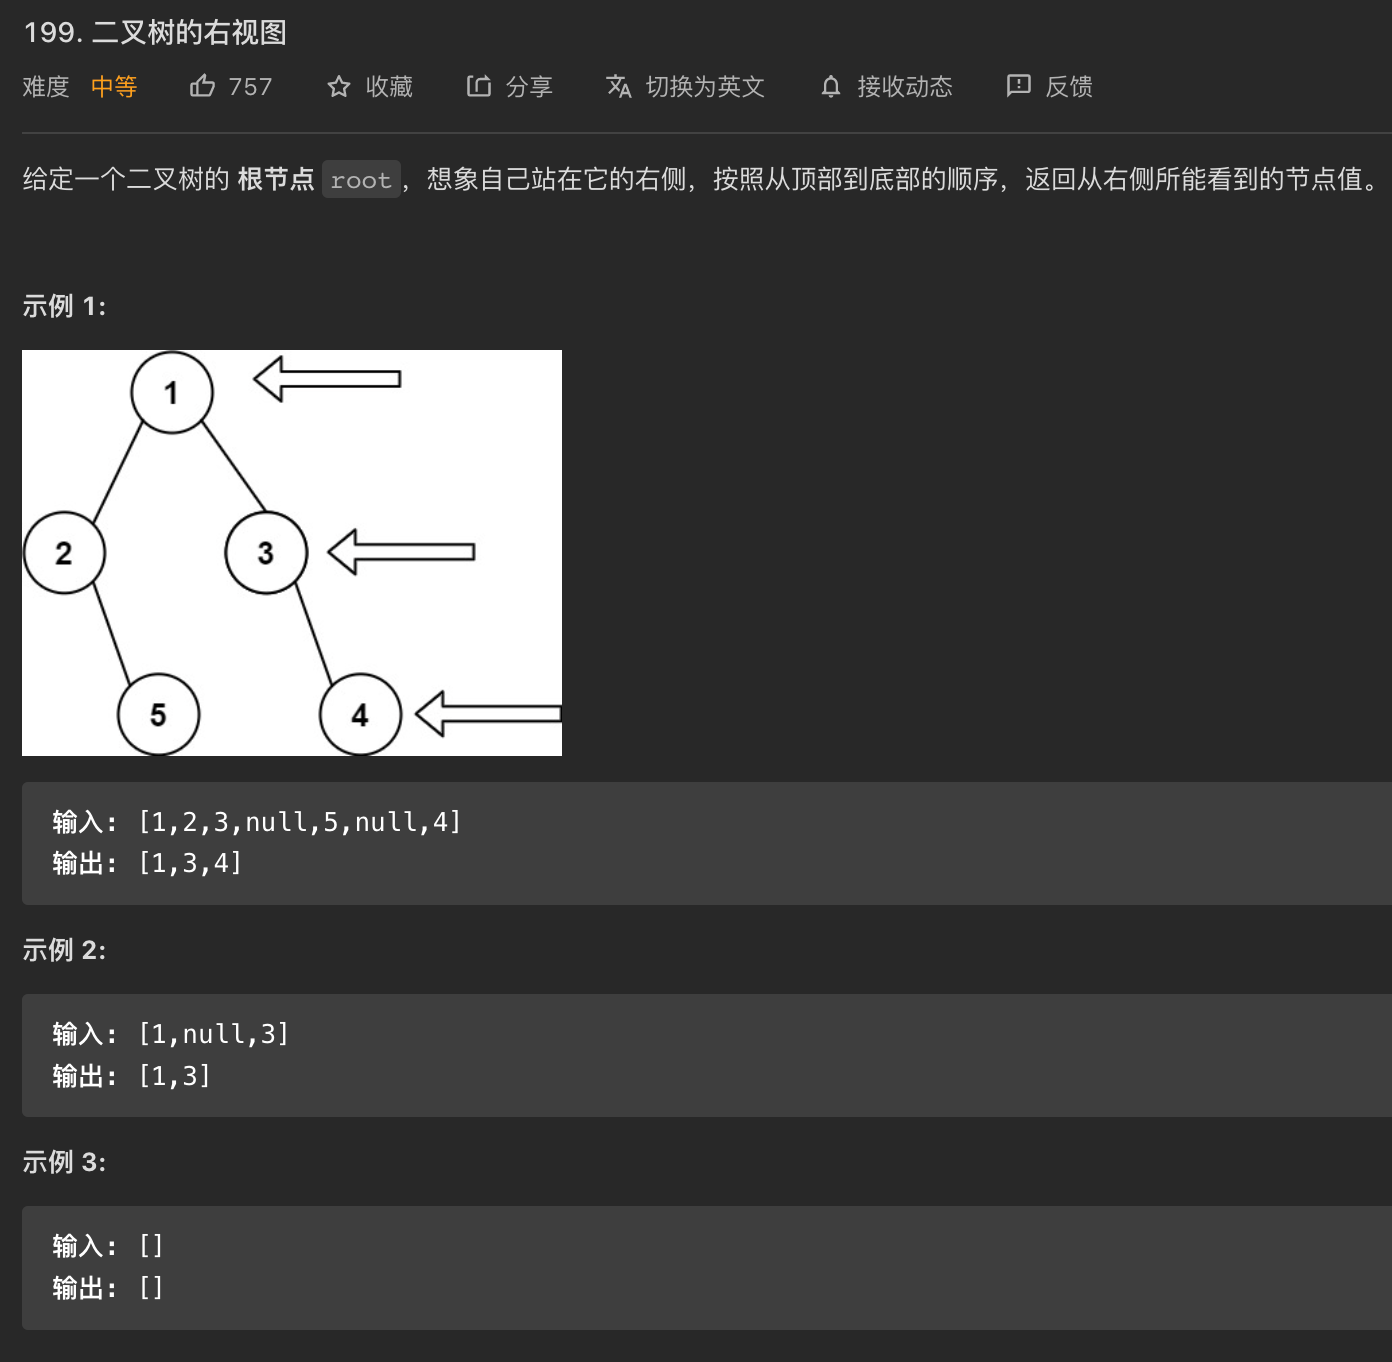 199. 二叉树的右视图
难度 中等 757 收藏 分享 切换为英文 接收动态 反馈
给定一个二叉树的 根节点 root，想象自己站在它的右侧，按照从顶部到底部的顺序，返回从右侧所能看到的节点值。
示例 1:
1
2 3
5 4
输入: [1,2,3,null,5,null,4]
输出: [1,3,4]
示例 2:
输入: [1,null,3]
输出: [1,3]
示例 3:
输入: []
输出: []